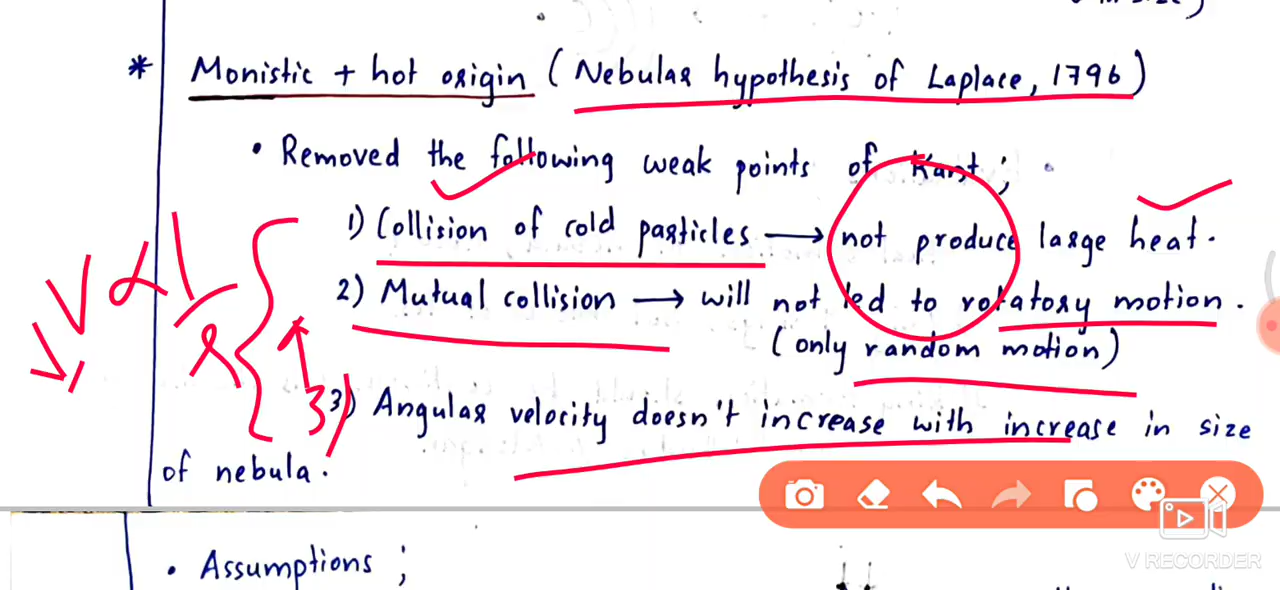 * Monistic + hot origin (Nebular hypothesis of Laplace, 1796)
• Removed the following weak points of Kant;
1) Collision of cold particles → not produce large heat.
2) Mutual collision → will not led to rotatory motion.
(only random motion)
3) Angular velocity doesn't increase with increase in size
of nebula.
V α 1
R
3)
• Assumptions ;
V RECORDER